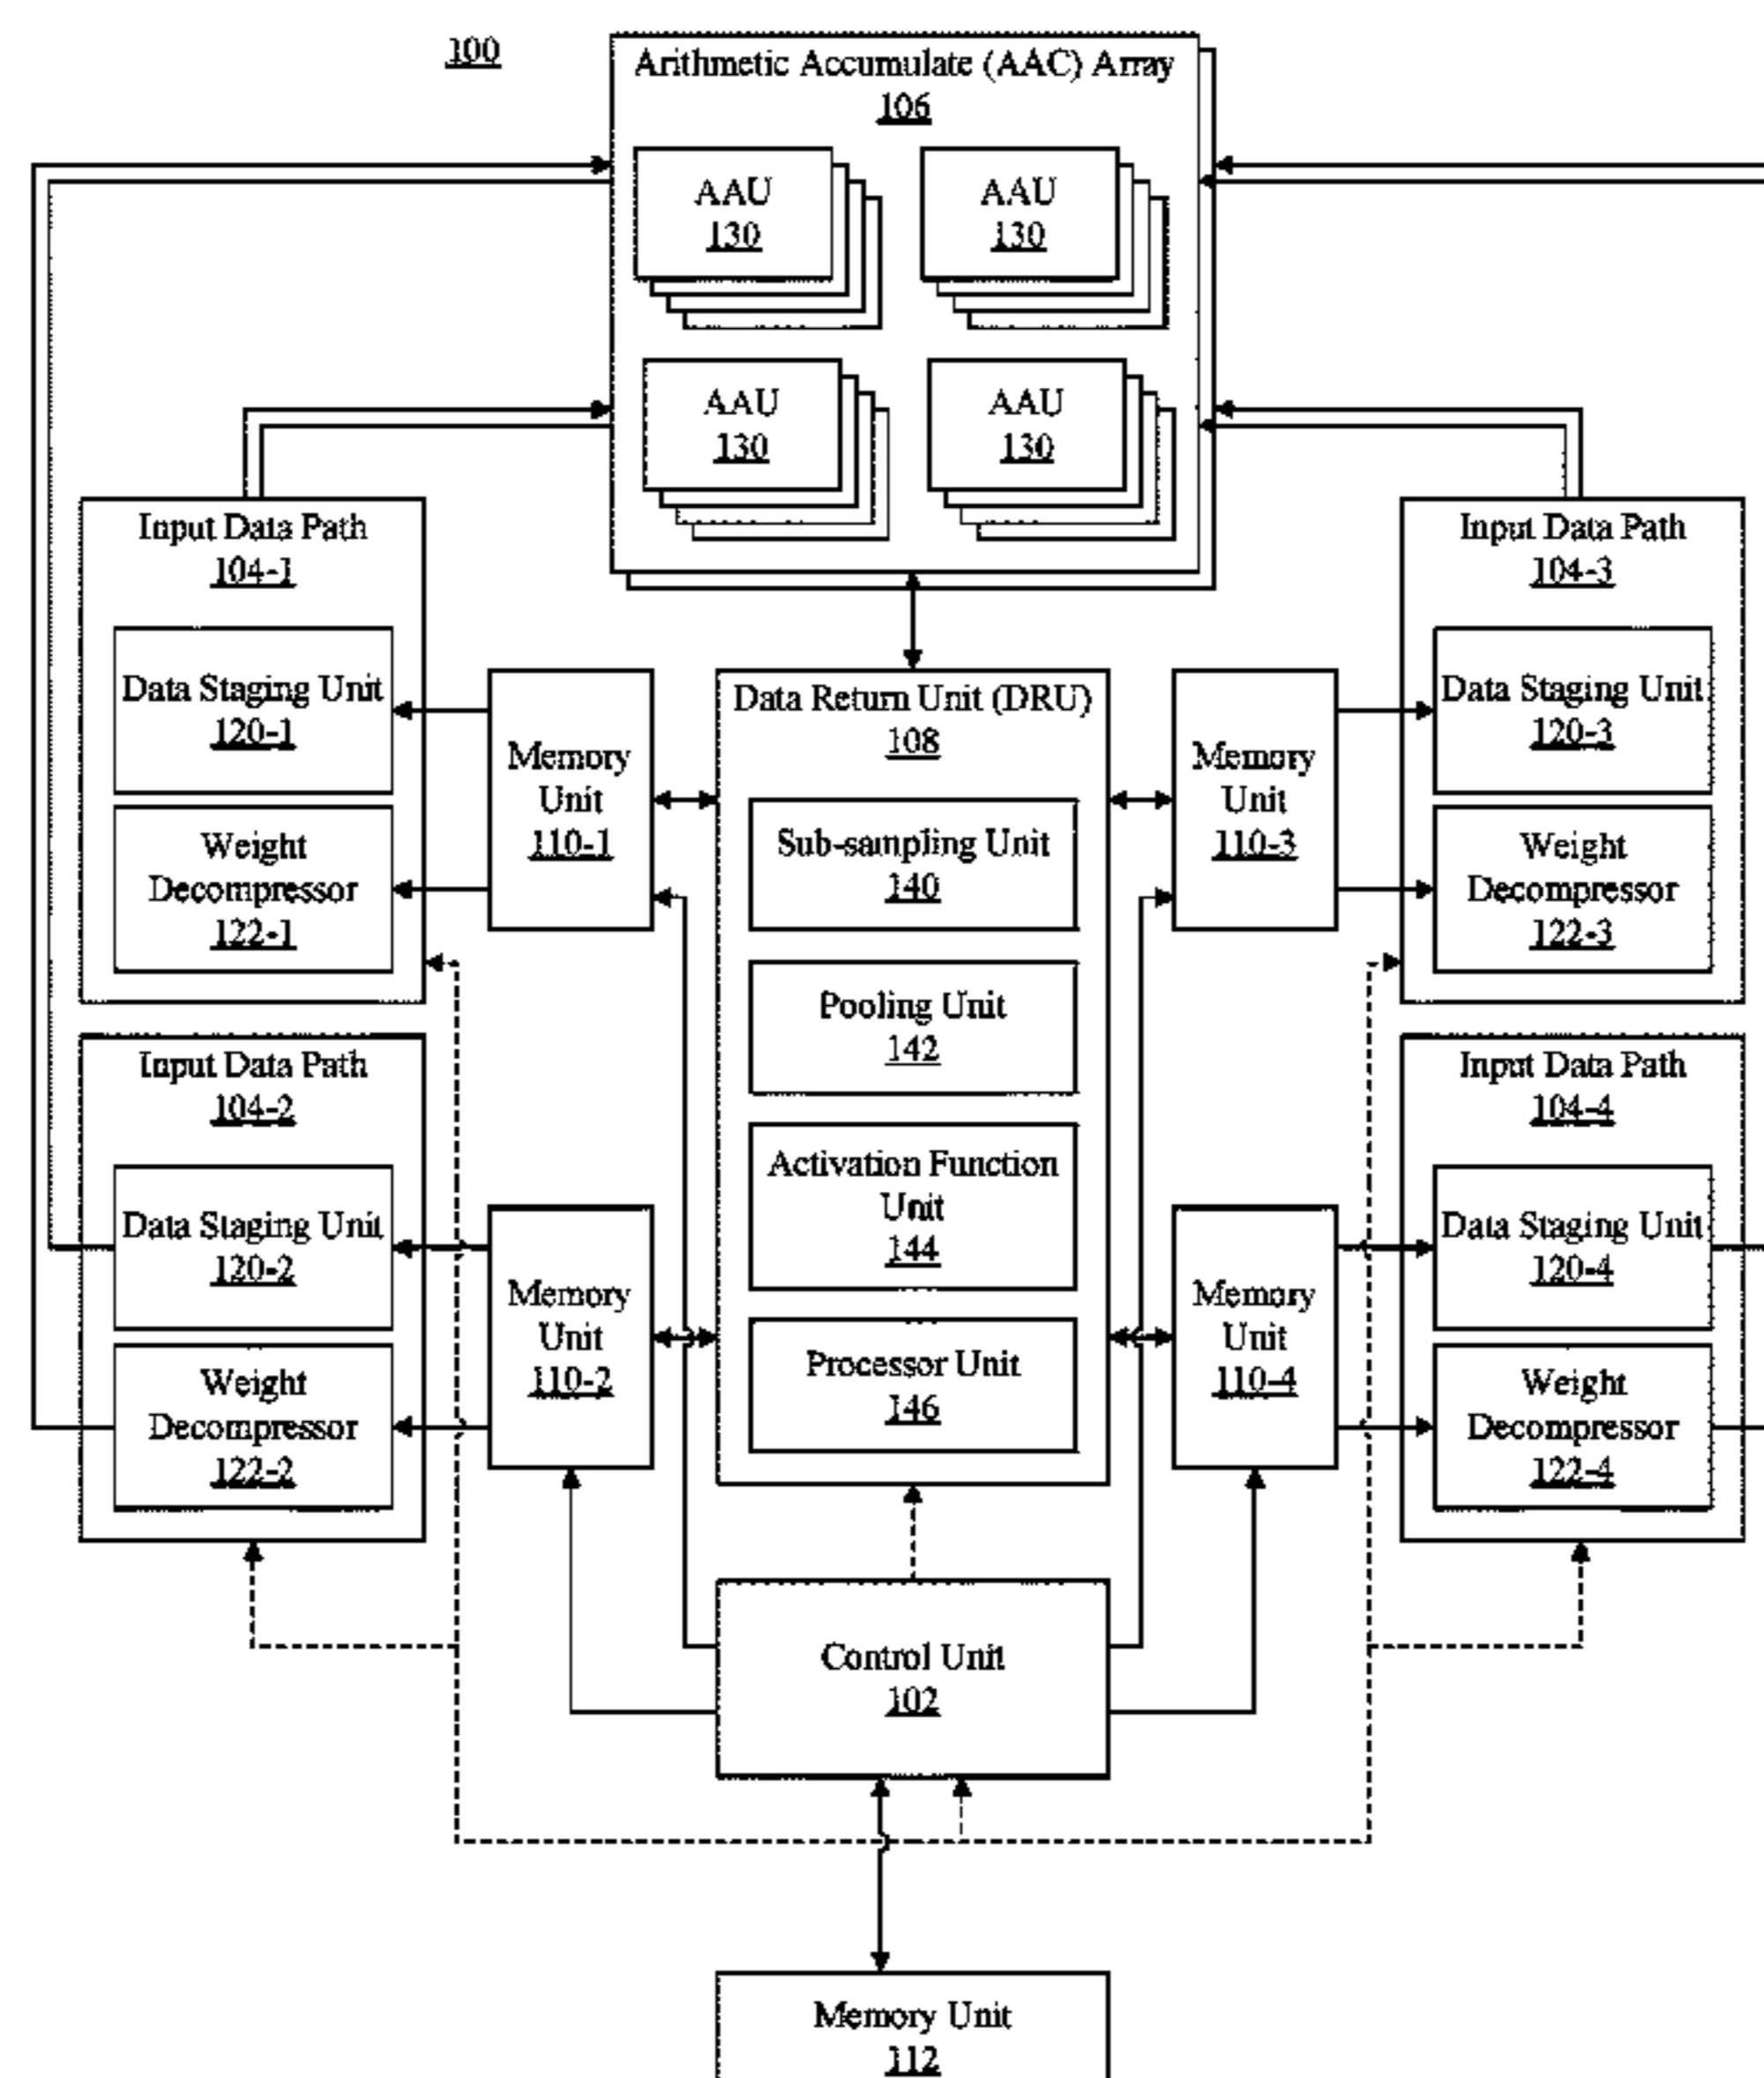 100
Arithmetic Accumulate (AAC) Array
106
AAU
130
AAU
130
AAU
130
AAU
130
Input Data Path
104-1
Data Staging Unit
120-1
Weight
Decompressor
122-1
Input Data Path
104-2
Data Staging Unit
120-2
Weight
Decompressor
122-2
Memory
Unit
110-1
Memory
Unit
110-2
Data Return Unit (DRU)
108
Sub-sampling Unit
140
Pooling Unit
142
Activation Function
Unit
144
Processor Unit
146
Memory
Unit
110-3
Memory
Unit
110-4
Input Data Path
104-3
Data Staging Unit
120-3
Weight
Decompressor
122-3
Input Data Path
104-4
Data Staging Unit
120-4
Weight
Decompressor
122-4
Control Unit
102
Memory Unit
112